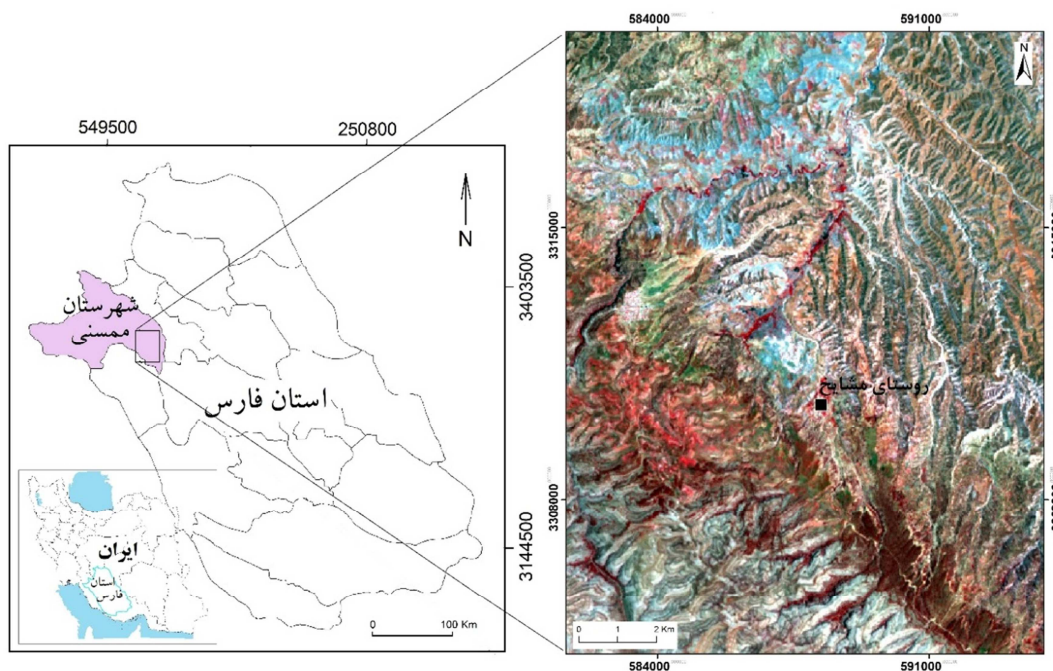 549500
250800
N
3403500
3144500
شهرستان
ممسنی
استان فارس
ایران
استان
فارس
0 100 Km
584000
591000
N
3315000
3308000
روستای مشایخ
0 1 2 Km
584000
591000